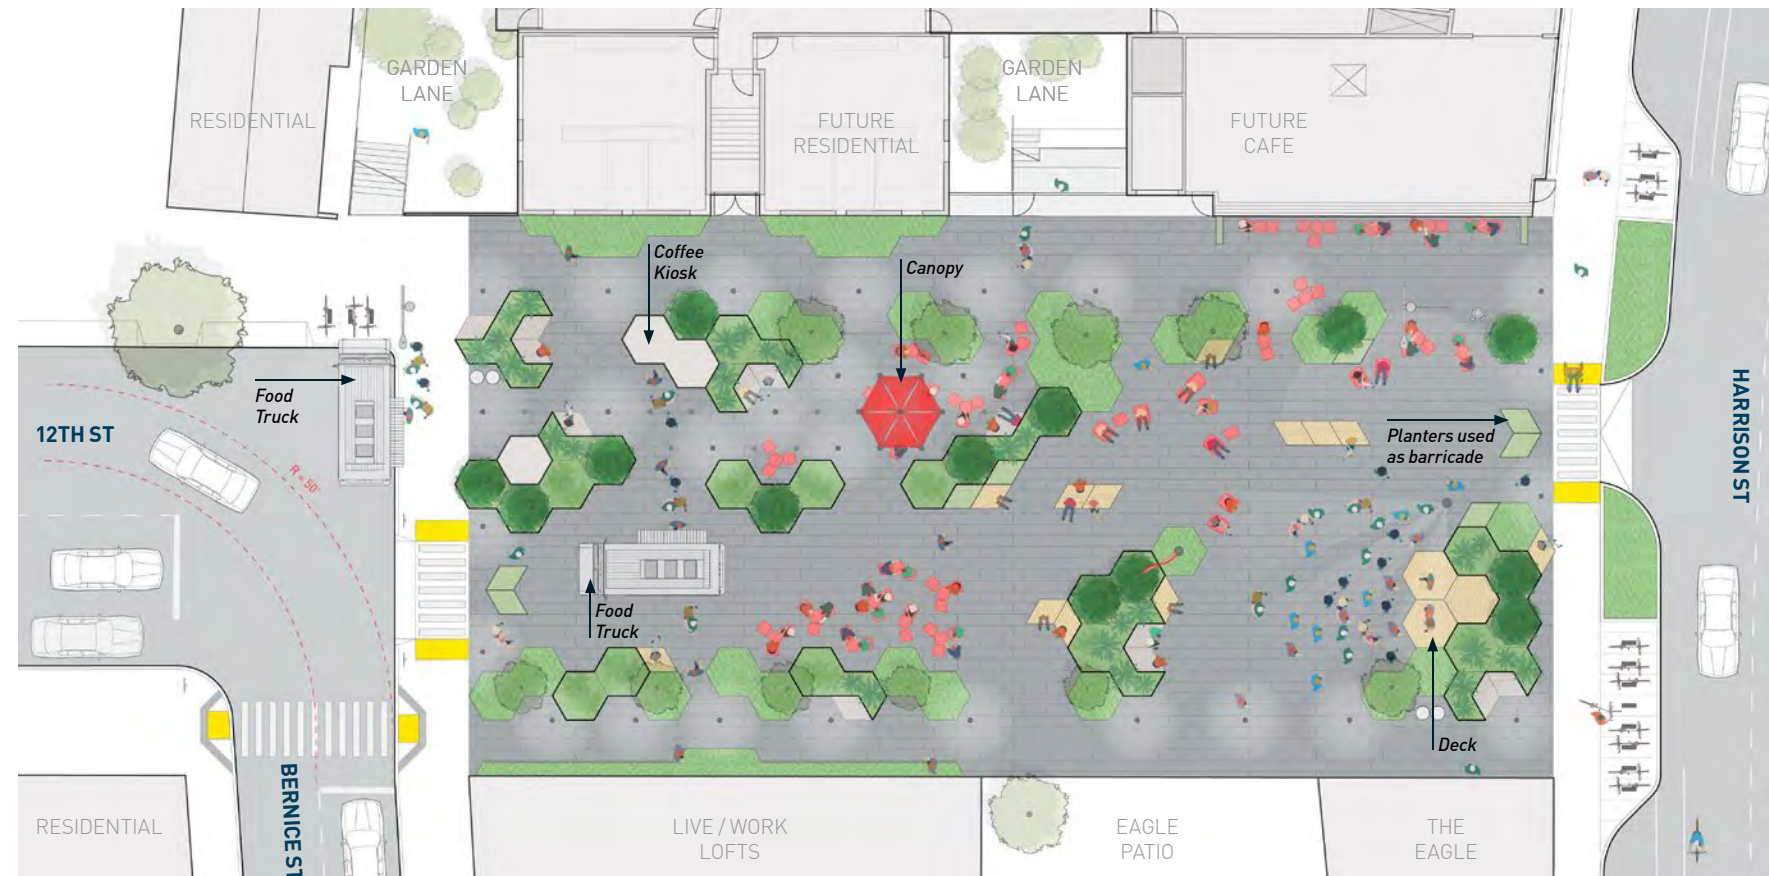 GARDEN
LANE
GARDEN
LANE
RESIDENTIAL
FUTURE
RESIDENTIAL
FUTURE
CAFE
Coffee
Kiosk
Canopy
Food
Truck
12TH ST
R = 50'
Planters used
as barricade
HARRISON ST
Food
Truck
Deck
BERNICE ST
RESIDENTIAL
LIVE / WORK
LOFTS
EAGLE
PATIO
THE
EAGLE